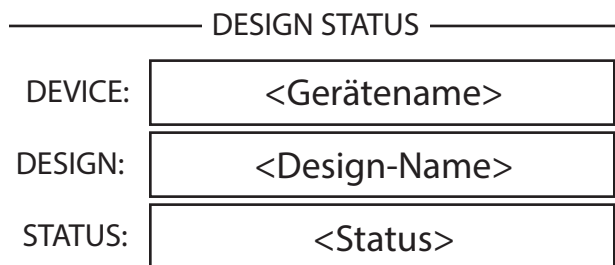 DESIGN STATUS
DEVICE: <Gerätename>
DESIGN: <Design-Name>
STATUS: <Status>